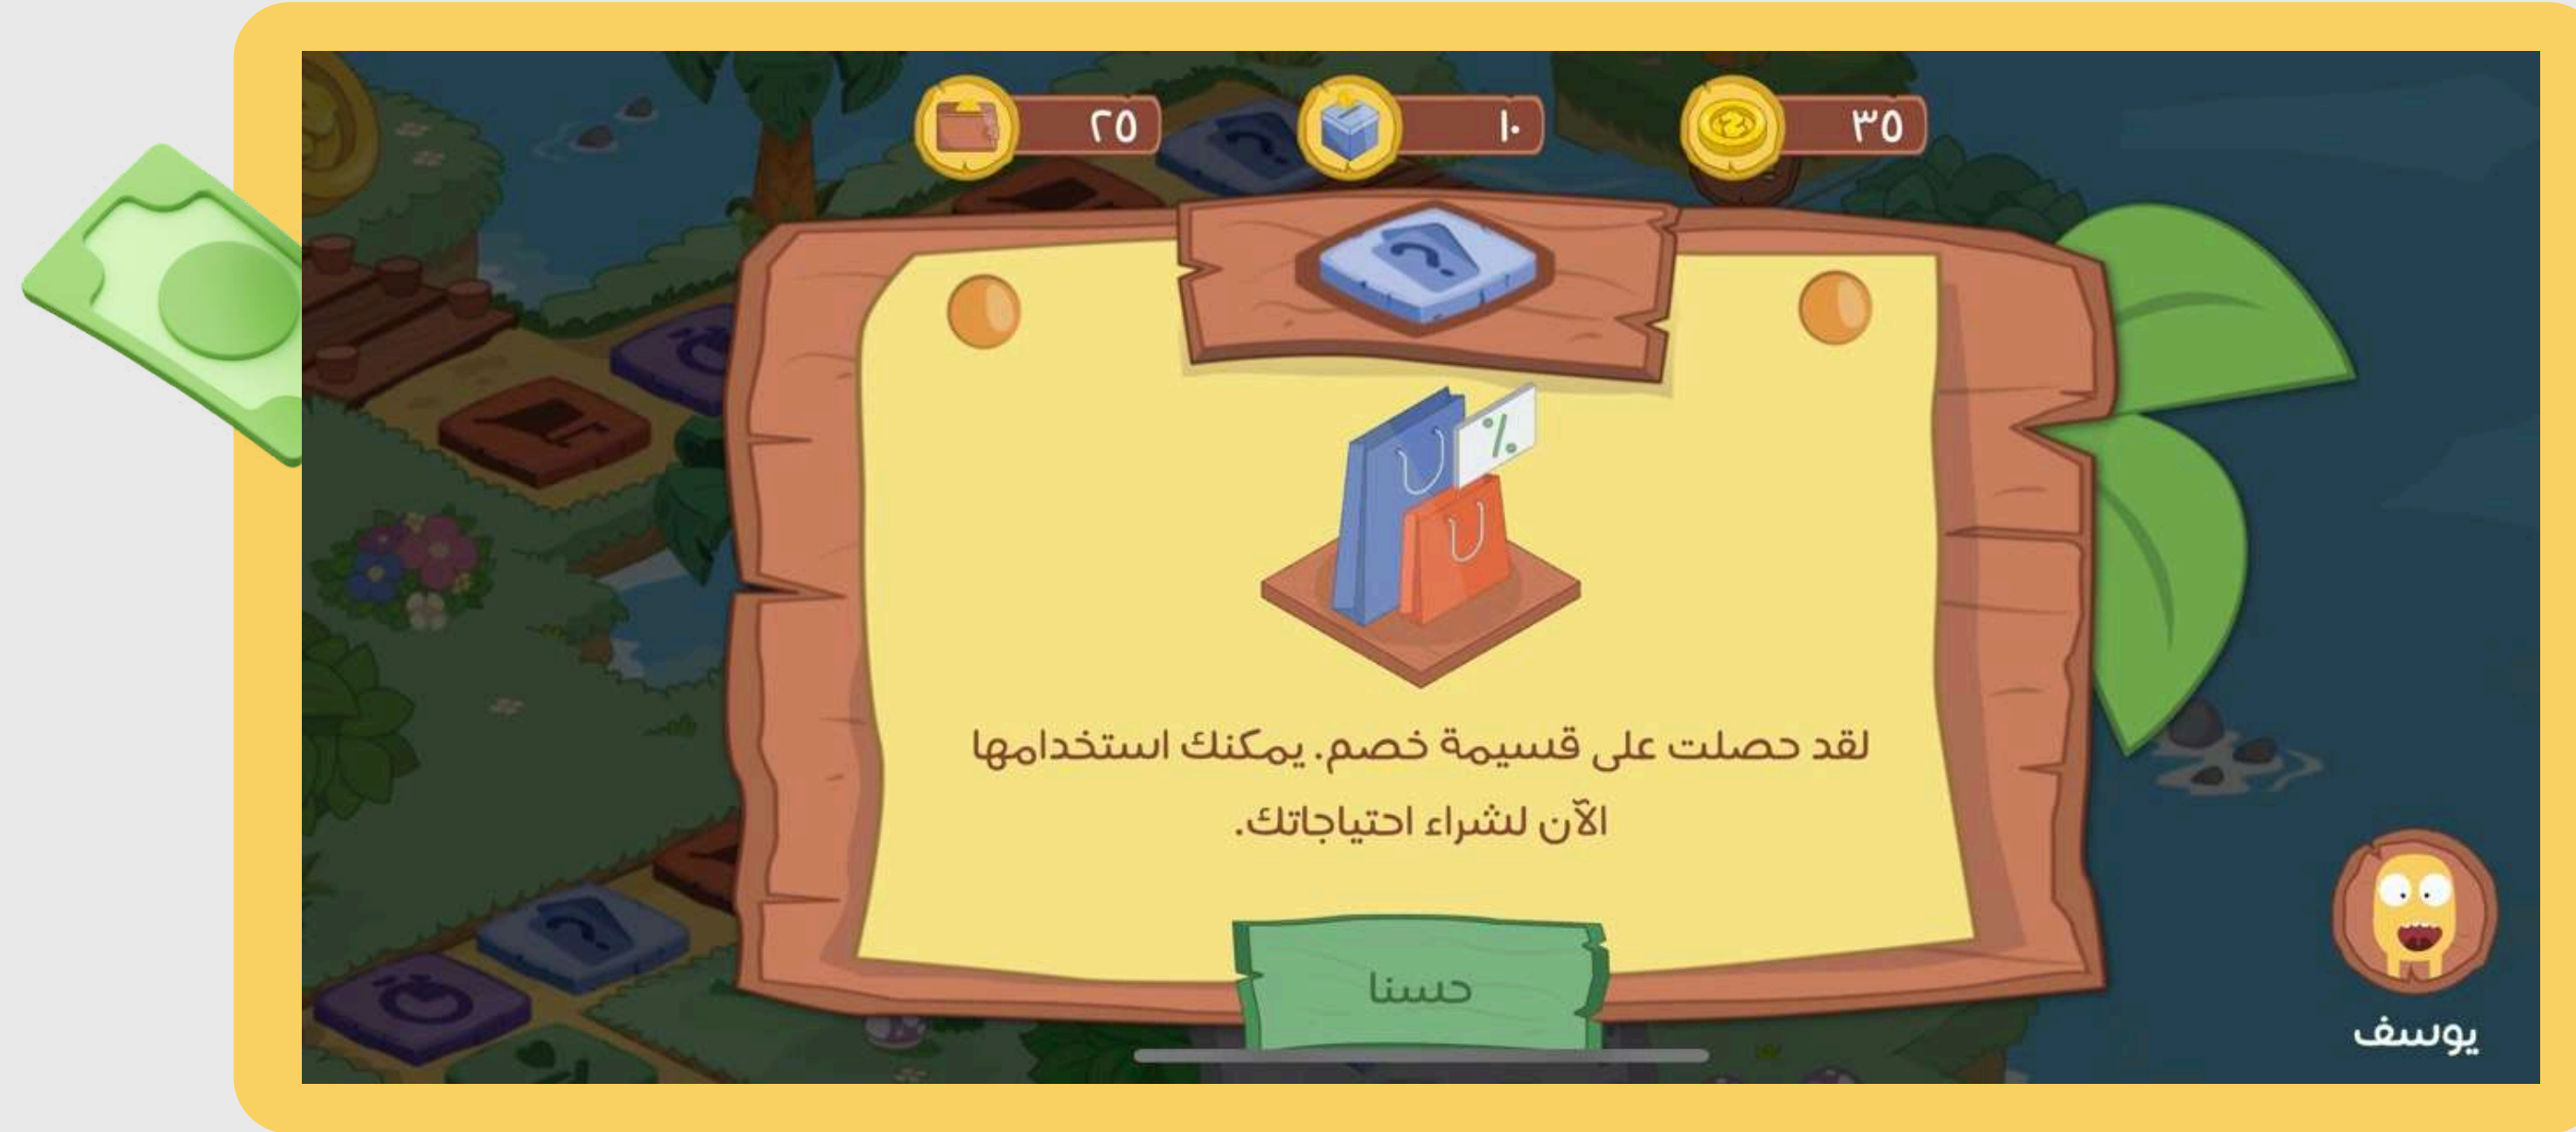 ٢٥
١٠
٣٥
لقد حصلت على قسيمة خصم. يمكنك استخدامها
الآن لشراء احتياجاتك.
حسنا
يوسف